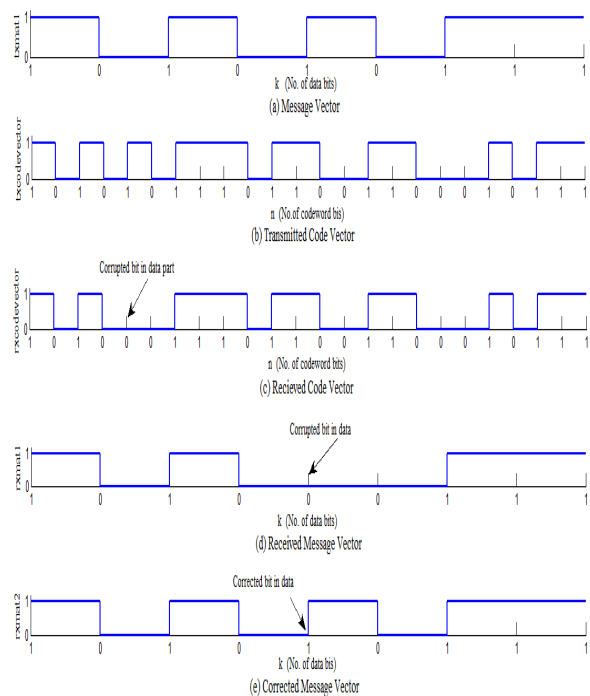 1
txmat1
0
1 0 1 0 1 0 1 1 1
k (No. of data bits)
(a) Message Vector
1
txcodevector
0
1 0 1 0 1 0 1 1 1 0 1 1 0 0 1 1 0 0 0 1 0 1 1 1
n (No.of codeword bis)
(b) Transmitted Code Vector
Corrupted bit in data part
1
rxcodevector
0
1 0 1 0 0 0 1 1 1 0 1 1 0 0 1 1 0 0 0 1 0 1 1 1
n (No. of codeword bits)
(c) Recieved Code Vector
Corrupted bit in data
1
rxmat1
0
1 0 1 0 0 0 1 1 1
k (No. of data bits)
(d) Received Message Vector
Corrected bit in data
1
rxmat2
0
1 0 1 0 1 0 1 1 1
k (No. of data bis)
(e) Corrected Message Vector